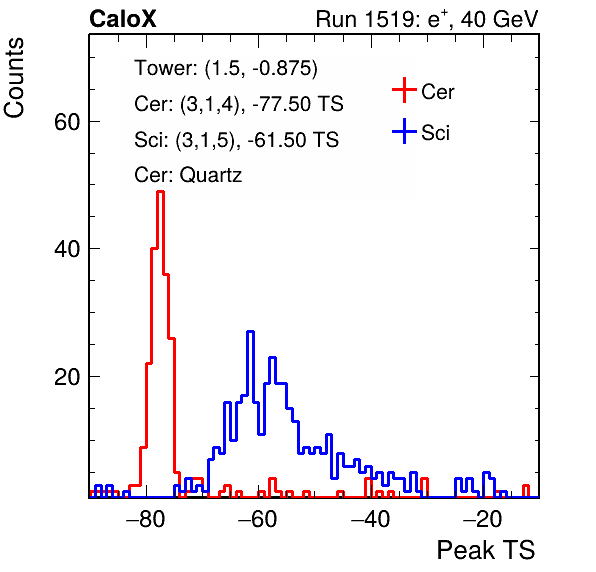 CaloX Run 1519: e⁺, 40 GeV
Counts
Tower: (1.5, -0.875)
Cer: (3,1,4), -77.50 TS
Sci: (3,1,5), -61.50 TS
Cer: Quartz
Cer
Sci
60
40
20
−80 −60 −40 −20
Peak TS